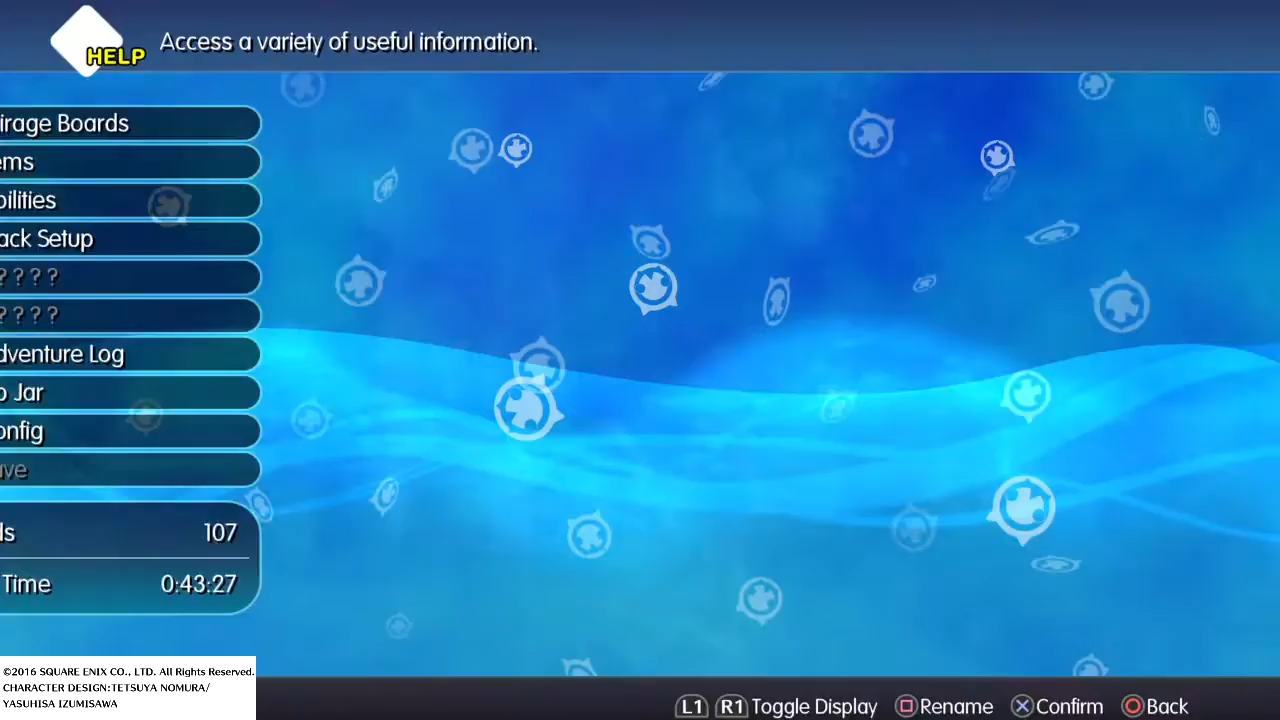 HELP
Access a variety of useful information.
irage Boards
ems
bilities
ack Setup
????
????
dventure Log
o Jar
onfig
ave
ls 107
Time 0:43:27
©2016 SQUARE ENIX CO., LTD. All Rights Reserved.
CHARACTER DESIGN:TETSUYA NOMURA/
YASUHISA IZUMISAWA
L1 R1 Toggle Display Rename Confirm Back